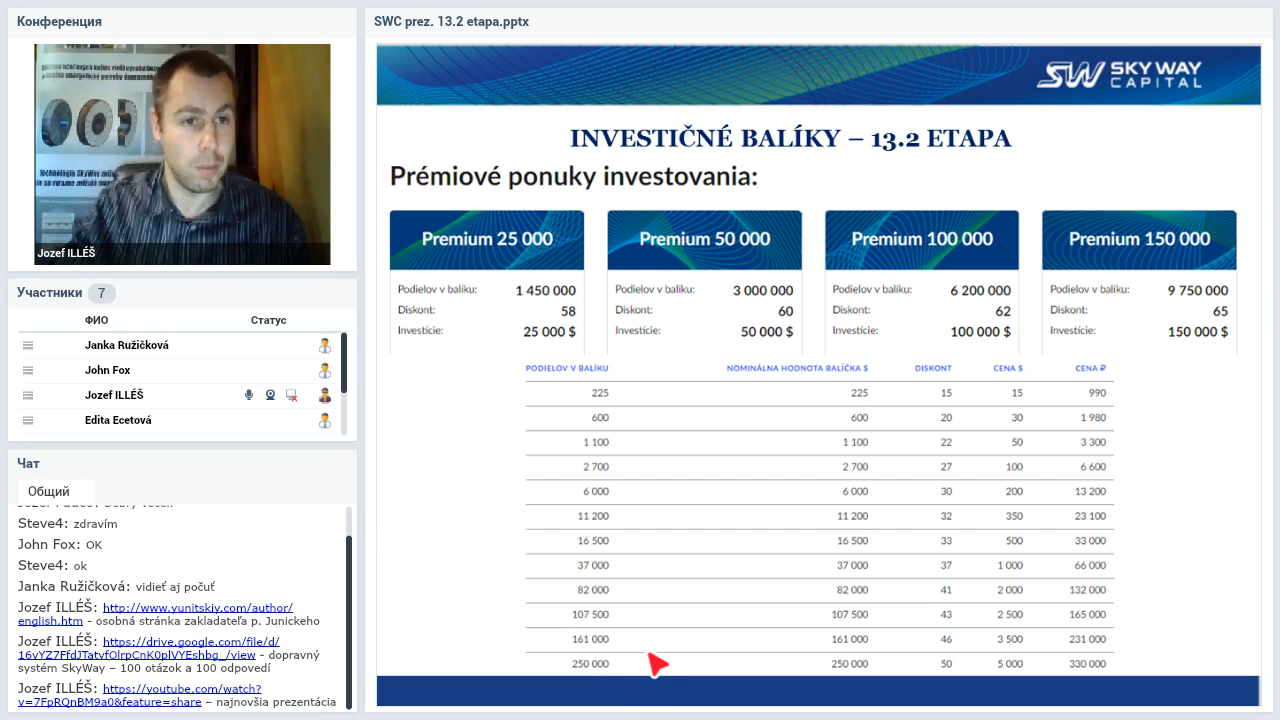 Конференция
Jozef ILLÉŠ
Участники 7
ФИО Статус
Janka Ružičková
John Fox
Jozef ILLÉŠ
Edita Ecetová
Чат
Общий
Steve4: zdravím
John Fox: OK
Steve4: ok
Janka Ružičková: vidieť aj počuť
Jozef ILLÉŠ: http://www.yunitskiy.com/author/
english.htm - osobná stránka zakladateľa p. Junickeho
Jozef ILLÉŠ: https://drive.google.com/file/d/
16vYZ7FfdJTatvfOlrpCnK0plVYEshbg_/view - dopravný
systém SkyWay – 100 otázok a 100 odpovedí
Jozef ILLÉŠ: https://youtube.com/watch?
v=7FpRQnBM9a0&feature=share – najnovšia prezentácia
SWC prez. 13.2 etapa.pptx
SW SKY WAY
CAPITAL
INVESTIČNÉ BALÍKY – 13.2 ETAPA
Prémiové ponuky investovania:
Premium 25 000 Premium 50 000 Premium 100 000 Premium 150 000
Podielov v balíku: 1 450 000 Podielov v balíku: 3 000 000 Podielov v balíku: 6 200 000 Podielov v balíku: 9 750 000
Diskont: 58 Diskont: 60 Diskont: 62 Diskont: 65
Investície: 25 000 $ Investície: 50 000 $ Investície: 100 000 $ Investície: 150 000 $
PODIELOV V BALÍKU NOMINÁLNA HODNOTA BALÍČKA $ DISKONT CENA $ CENA ₽
225 225 15 15 990
600 600 20 30 1 980
1 100 1 100 22 50 3 300
2 700 2 700 27 100 6 600
6 000 6 000 30 200 13 200
11 200 11 200 32 350 23 100
16 500 16 500 33 500 33 000
37 000 37 000 37 1 000 66 000
82 000 82 000 41 2 000 132 000
107 500 107 500 43 2 500 165 000
161 000 161 000 46 3 500 231 000
250 000 250 000 50 5 000 330 000